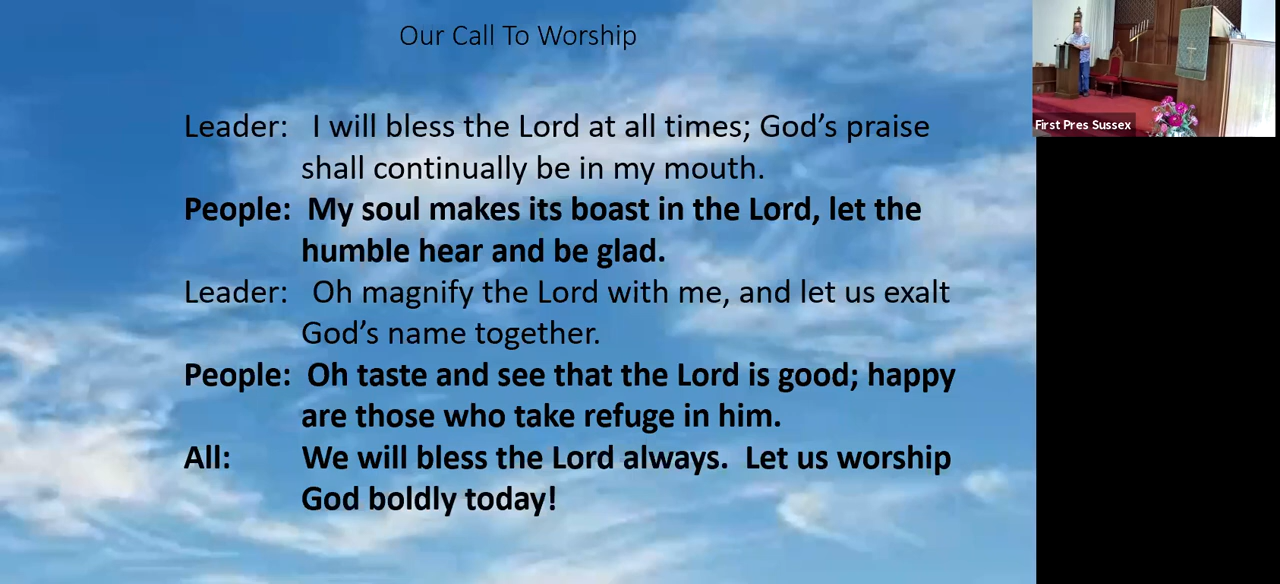 Our Call To Worship
Leader: I will bless the Lord at all times; God’s praise
shall continually be in my mouth.
People: My soul makes its boast in the Lord, let the
humble hear and be glad.
Leader: Oh magnify the Lord with me, and let us exalt
God’s name together.
People: Oh taste and see that the Lord is good; happy
are those who take refuge in him.
All: We will bless the Lord always. Let us worship
God boldly today!
First Pres Sussex